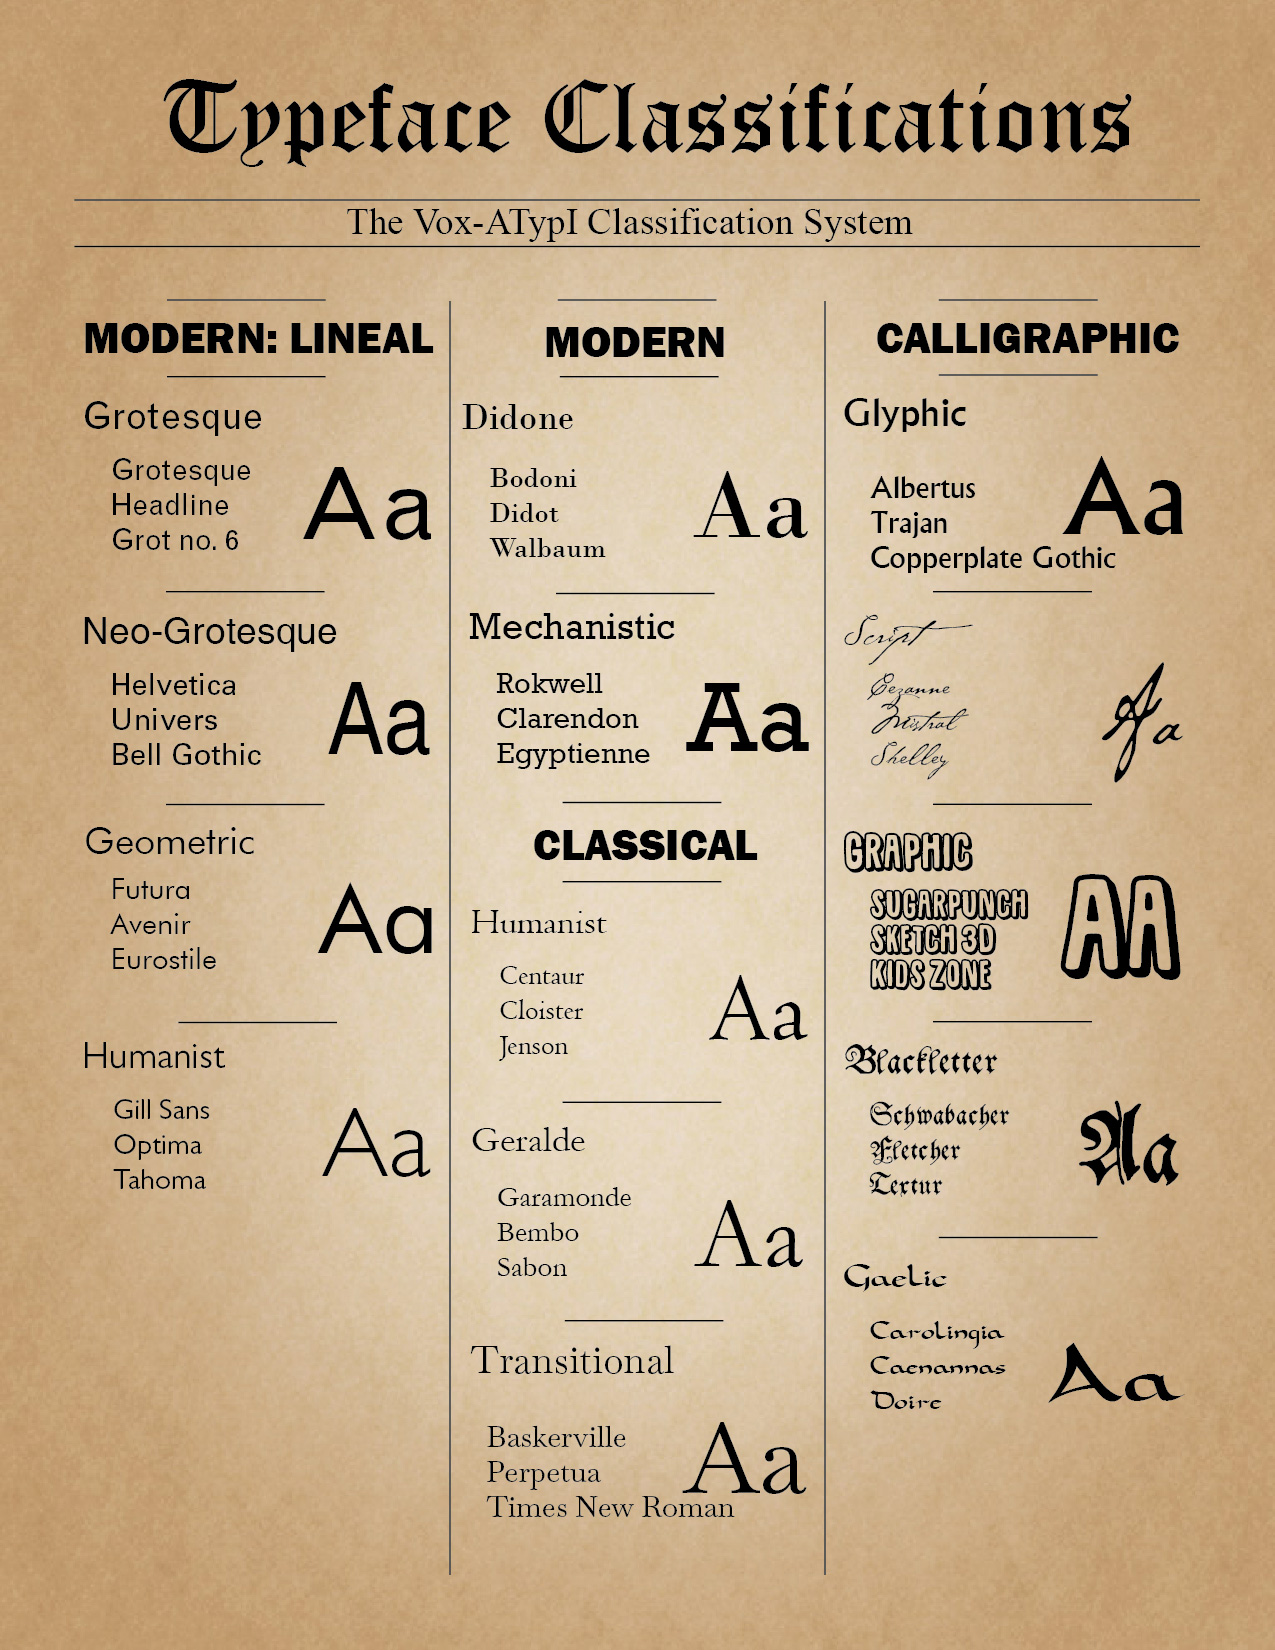 Typeface Classifications
The Vox-ATypI Classification System
MODERN: LINEAL
Grotesque
Grotesque
Headline
Grot no. 6
Aa
Neo-Grotesque
Helvetica
Univers
Bell Gothic
Aa
Geometric
Futura
Avenir
Eurostile
Aa
Humanist
Gill Sans
Optima
Tahoma
Aa
MODERN
Didone
Bodoni
Didot
Walbaum
Aa
Mechanistic
Rokwell
Clarendon
Egyptienne
Aa
CLASSICAL
Humanist
Centaur
Cloister
Jenson
Aa
Geralde
Garamonde
Bembo
Sabon
Aa
Transitional
Baskerville
Perpetua
Times New Roman
Aa
CALLIGRAPHIC
Glyphic
Albertus
Trajan
Copperplate Gothic
Aa
Script
Cezanne
Mistral
Shelley
Aa
GRAPHIC
SUGARPUNCH
SKETCH 3D
KIDS ZONE
AA
Blackletter
Schwabacher
Fletcher
Textur
Aa
Gaelic
Carolingia
Caenannas
Doire
Aa